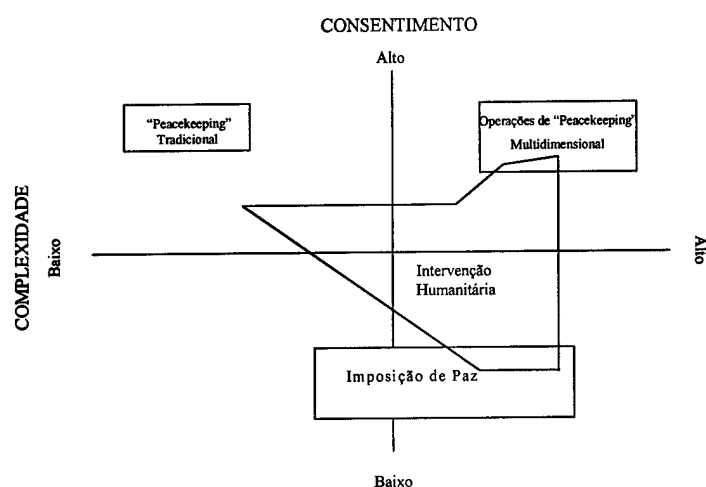 CONSENTIMENTO
Alto
“Peacekeeping”
Tradicional
Operações de “Peacekeeping”
Multidimensional
COMPLEXIDADE
Baixo
Alto
Intervenção
Humanitária
Imposição de Paz
Baixo